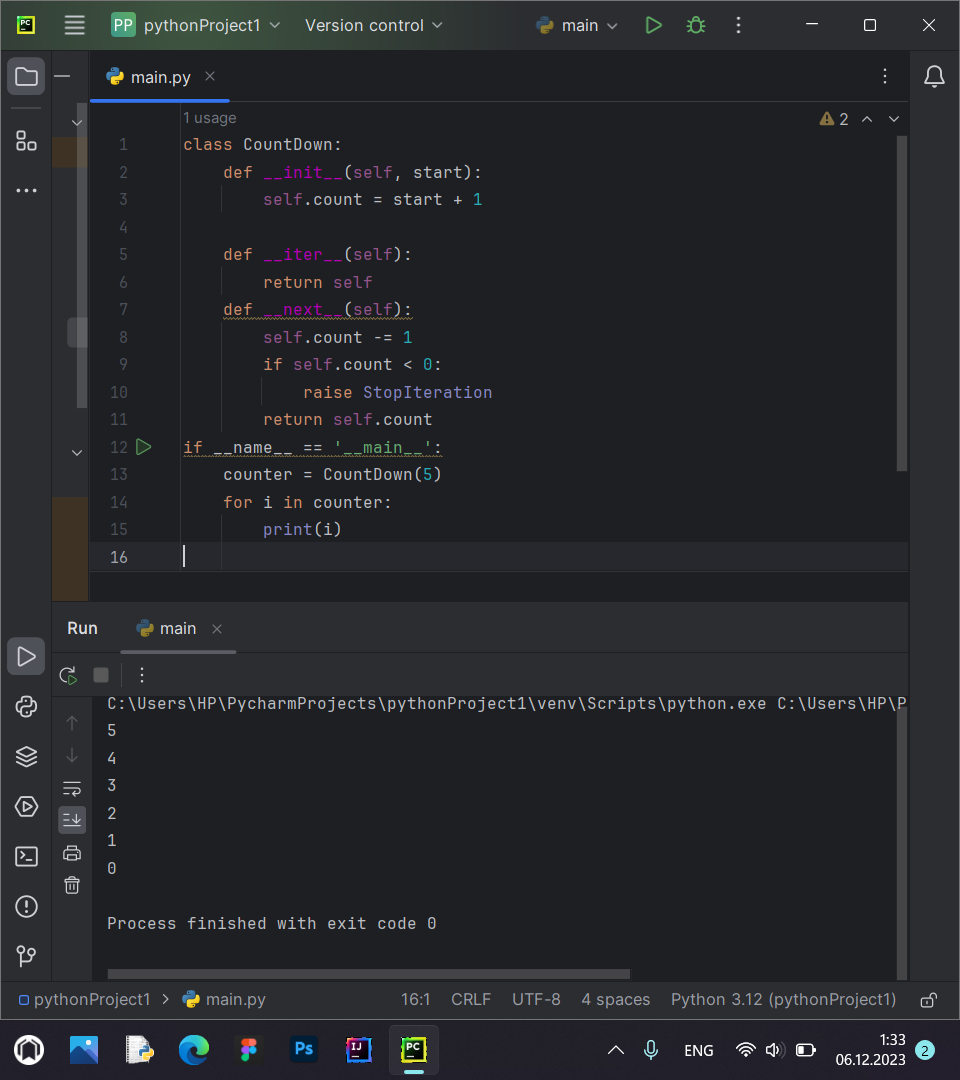 PC
PP pythonProject1 Version control main
main.py
1 usage
2
1 class CountDown:
2 def __init__(self, start):
3 self.count = start + 1
4
5 def __iter__(self):
6 return self
7 def __next__(self):
8 self.count -= 1
9 if self.count < 0:
10 raise StopIteration
11 return self.count
12 if __name__ == '__main__':
13 counter = CountDown(5)
14 for i in counter:
15 print(i)
16
Run main
C:\Users\HP\PycharmProjects\pythonProject1\venv\Scripts\python.exe C:\Users\HP\P
5
4
3
2
1
0
Process finished with exit code 0
pythonProject1 > main.py 16:1 CRLF UTF-8 4 spaces Python 3.12 (pythonProject1)
Ps IJ PC ENG 1:33
06.12.2023 2